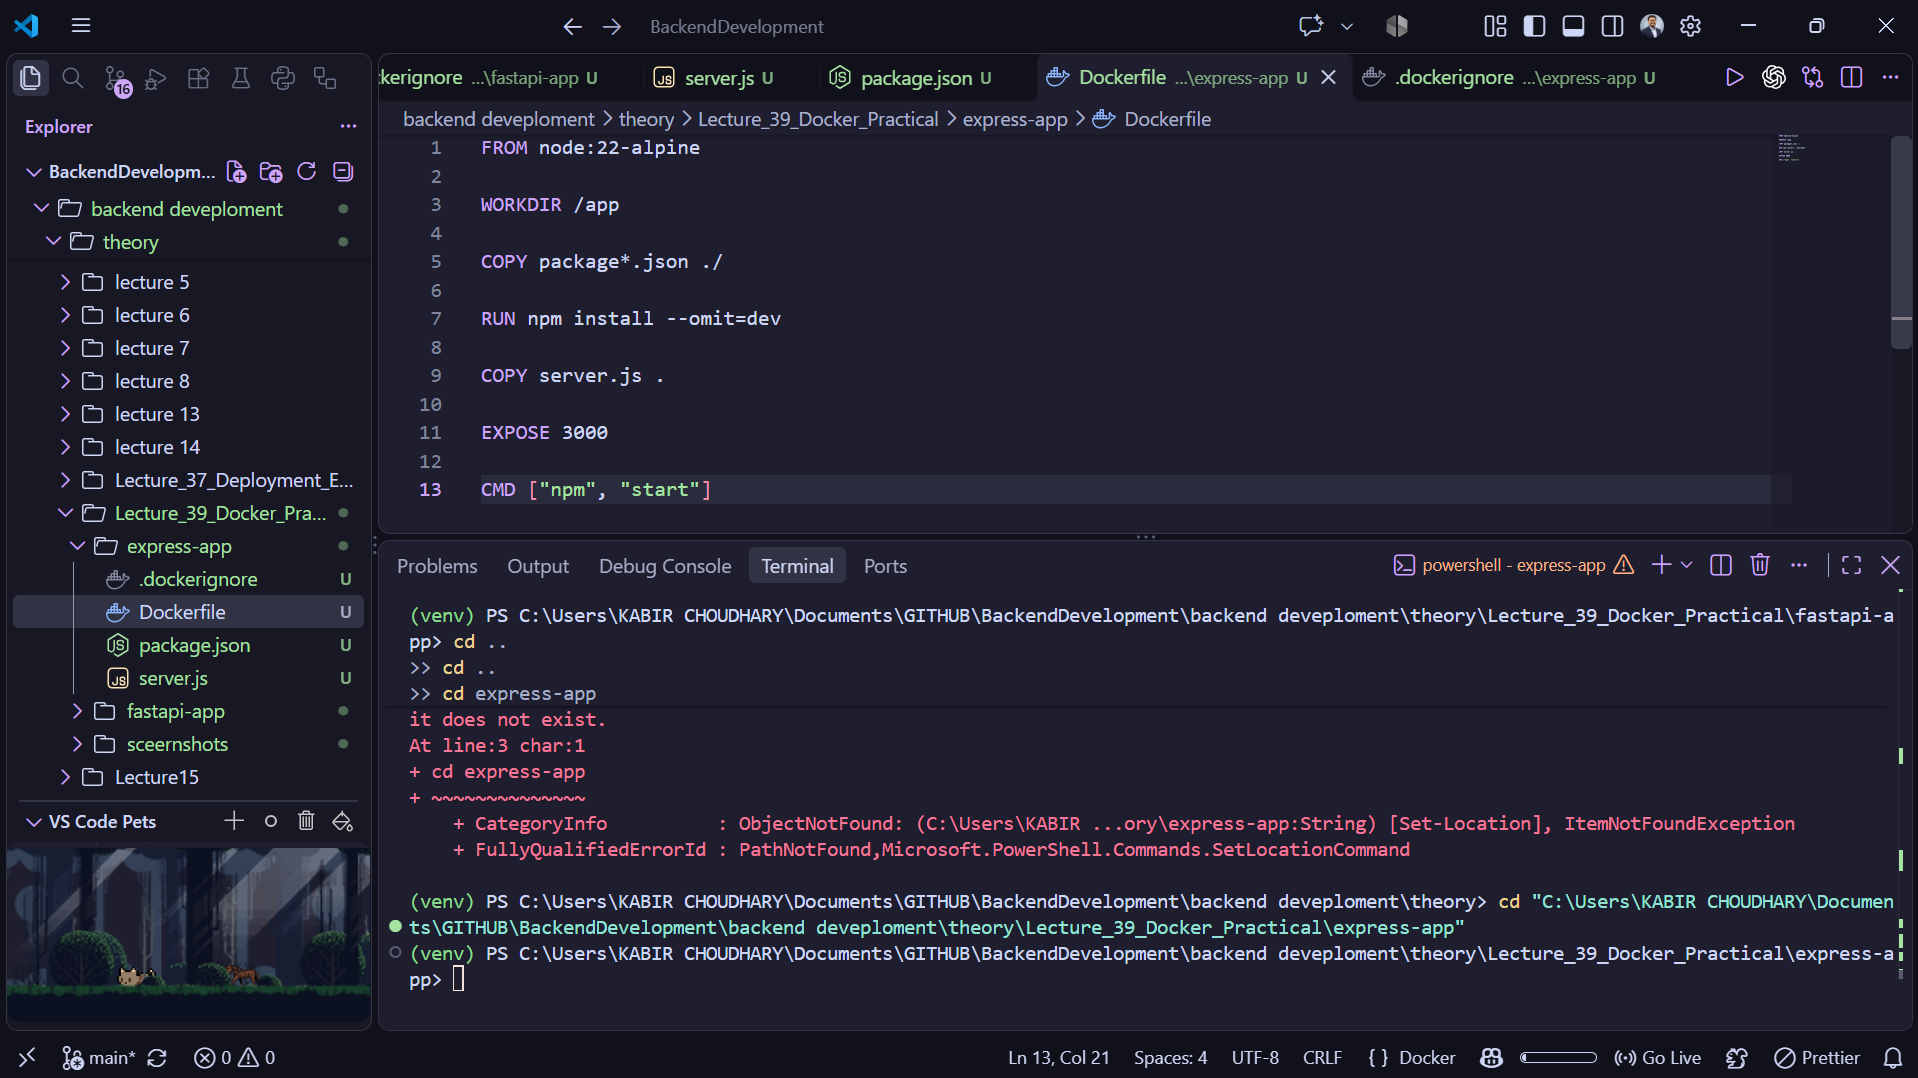 BackendDevelopment
Explorer
16
BackendDevelopm...
backend deveploment
theory
lecture 5
lecture 6
lecture 7
lecture 8
lecture 13
lecture 14
Lecture_37_Deployment_E...
Lecture_39_Docker_Pra...
express-app
.dockerignore U
Dockerfile U
package.json U
server.js U
fastapi-app
sceernshots
Lecture15
VS Code Pets
kerignore ...\fastapi-app U
server.js U
package.json U
Dockerfile ...\express-app U
.dockerignore ...\express-app U
backend deveploment > theory > Lecture_39_Docker_Practical > express-app > Dockerfile
1 FROM node:22-alpine
2
3 WORKDIR /app
4
5 COPY package*.json ./
6
7 RUN npm install --omit=dev
8
9 COPY server.js .
10
11 EXPOSE 3000
12
13 CMD ["npm", "start"]
Problems Output Debug Console Terminal Ports
powershell - express-app
(venv) PS C:\Users\KABIR CHOUDHARY\Documents\GITHUB\BackendDevelopment\backend deveploment\theory\Lecture_39_Docker_Practical\fastapi-a
pp> cd ..
>> cd ..
>> cd express-app
it does not exist.
At line:3 char:1
+ cd express-app
+ ~~~~~~~~~~~~~~
+ CategoryInfo : ObjectNotFound: (C:\Users\KABIR ...ory\express-app:String) [Set-Location], ItemNotFoundException
+ FullyQualifiedErrorId : PathNotFound,Microsoft.PowerShell.Commands.SetLocationCommand
(venv) PS C:\Users\KABIR CHOUDHARY\Documents\GITHUB\BackendDevelopment\backend deveploment\theory> cd "C:\Users\KABIR CHOUDHARY\Documen
ts\GITHUB\BackendDevelopment\backend deveploment\theory\Lecture_39_Docker_Practical\express-app"
(venv) PS C:\Users\KABIR CHOUDHARY\Documents\GITHUB\BackendDevelopment\backend deveploment\theory\Lecture_39_Docker_Practical\express-a
pp>
main* 0 0 Ln 13, Col 21 Spaces: 4 UTF-8 CRLF { } Docker Go Live Prettier